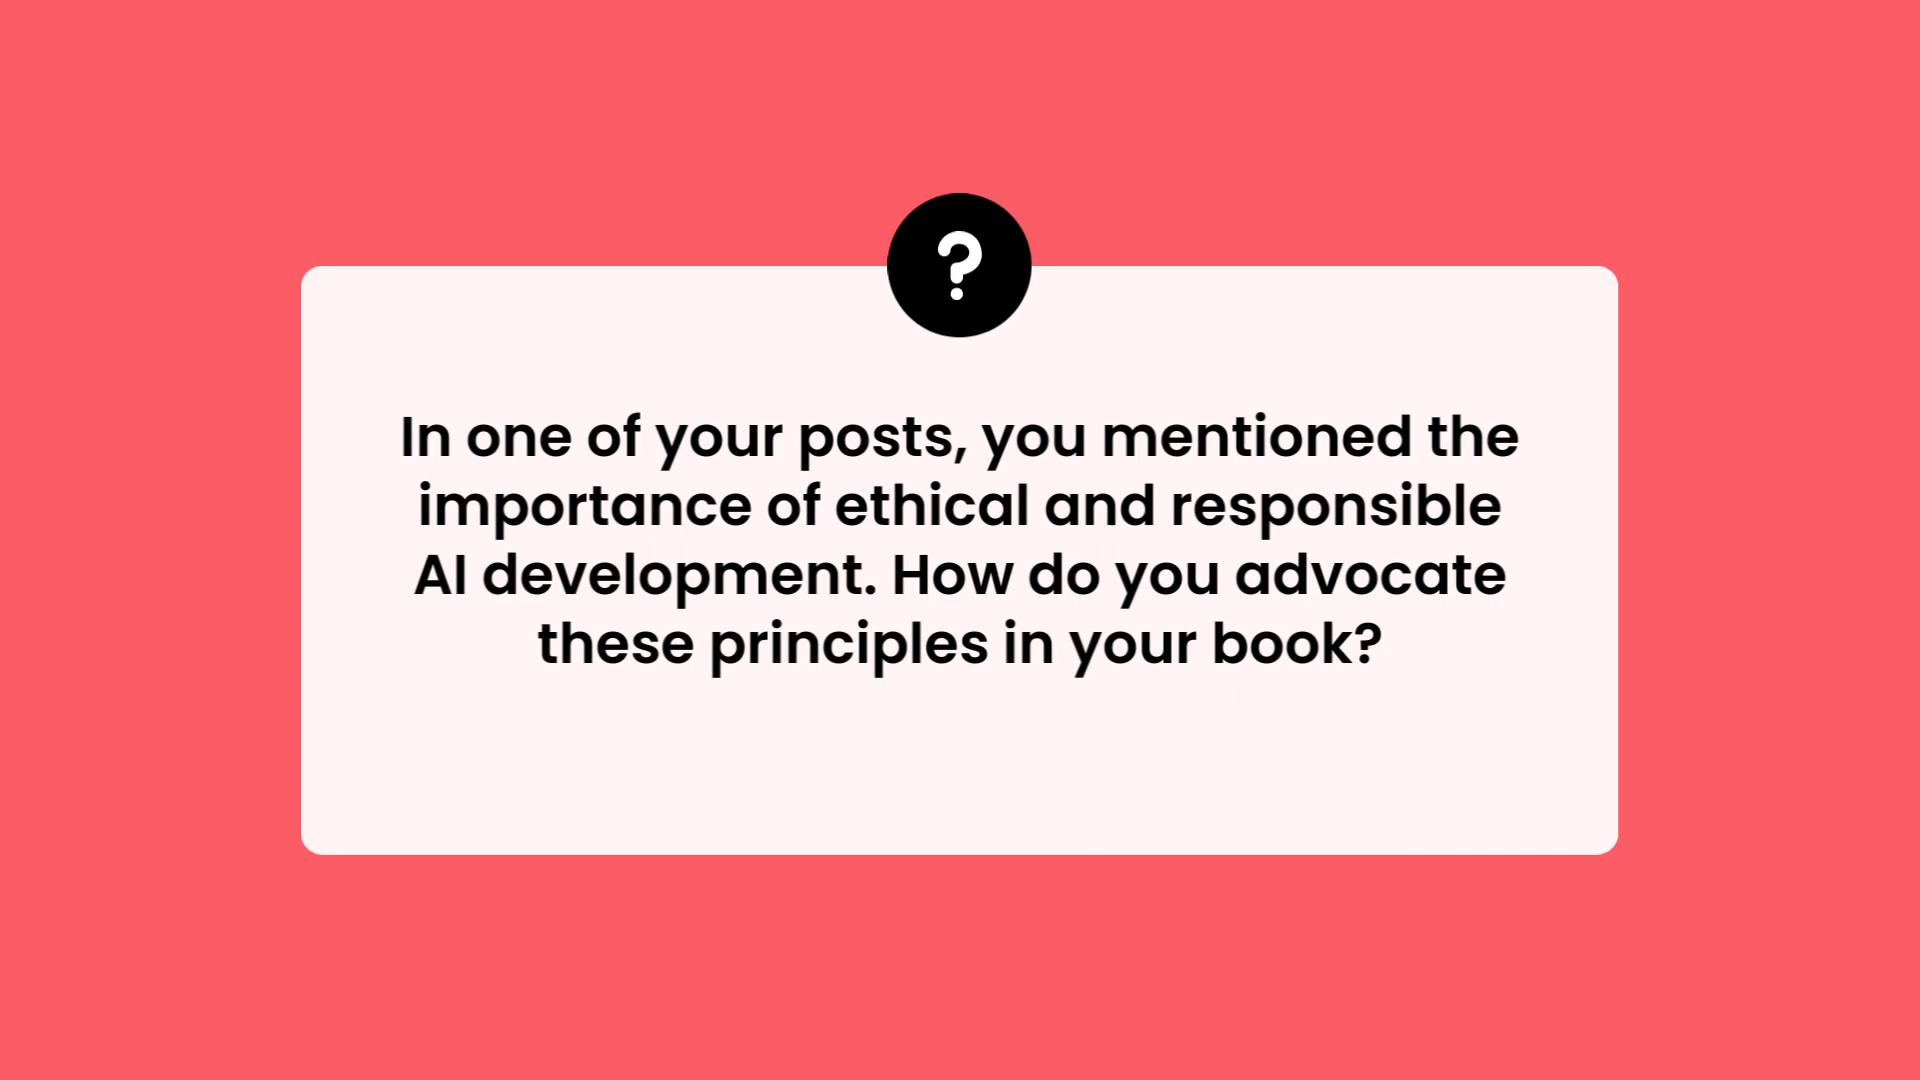 ?
In one of your posts, you mentioned the
importance of ethical and responsible
AI development. How do you advocate
these principles in your book?